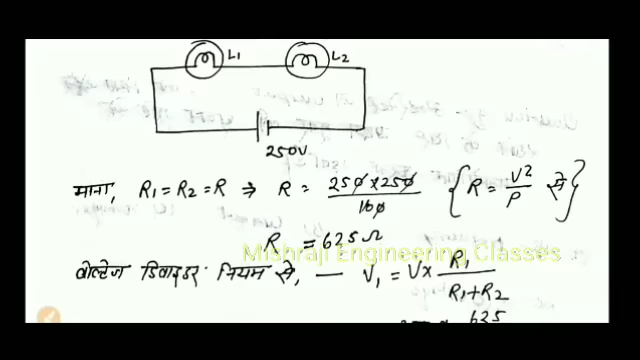 L1 L2
250V
माना, R1 = R2 = R ⇒ R = 250 × 250 / 100 { R = V²/P से }
R = 625 Ω
Mishraji Engineering Classes
वोल्टेज डिवाइडर नियम से, — V1 = V × R1 / R1 + R2
625